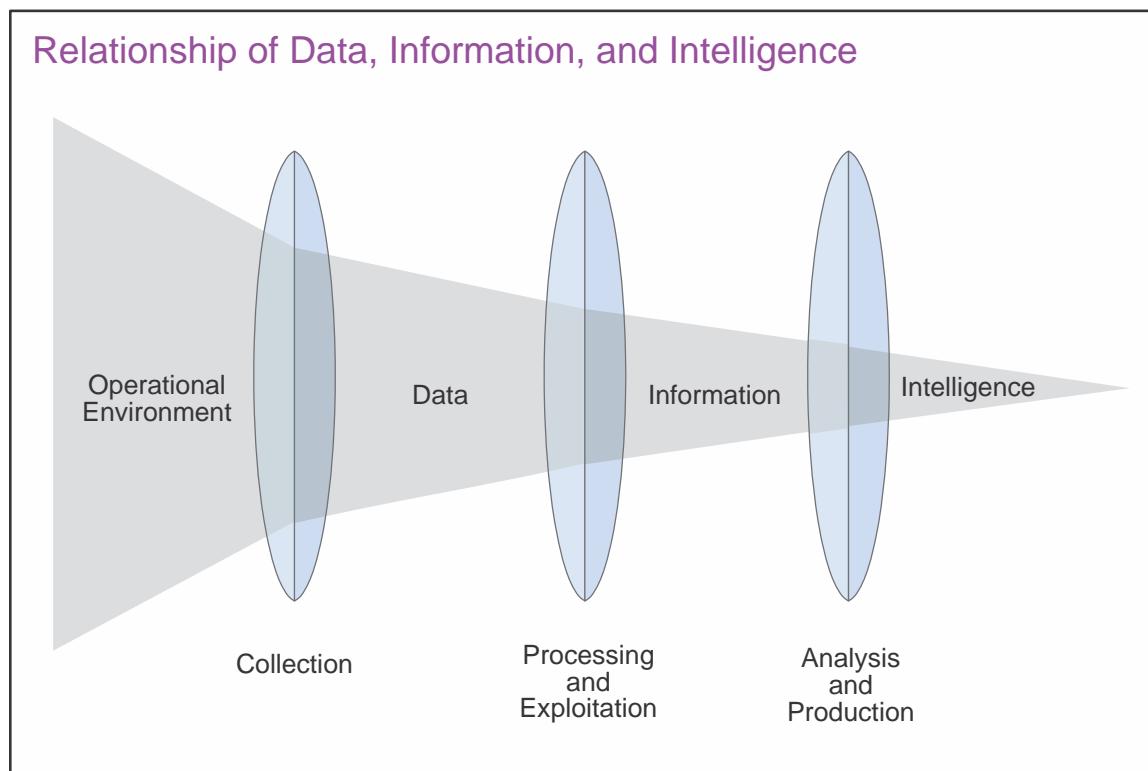 Relationship of Data, Information, and Intelligence
Operational
Environment
Data
Information
Intelligence
Collection
Processing
and
Exploitation
Analysis
and
Production